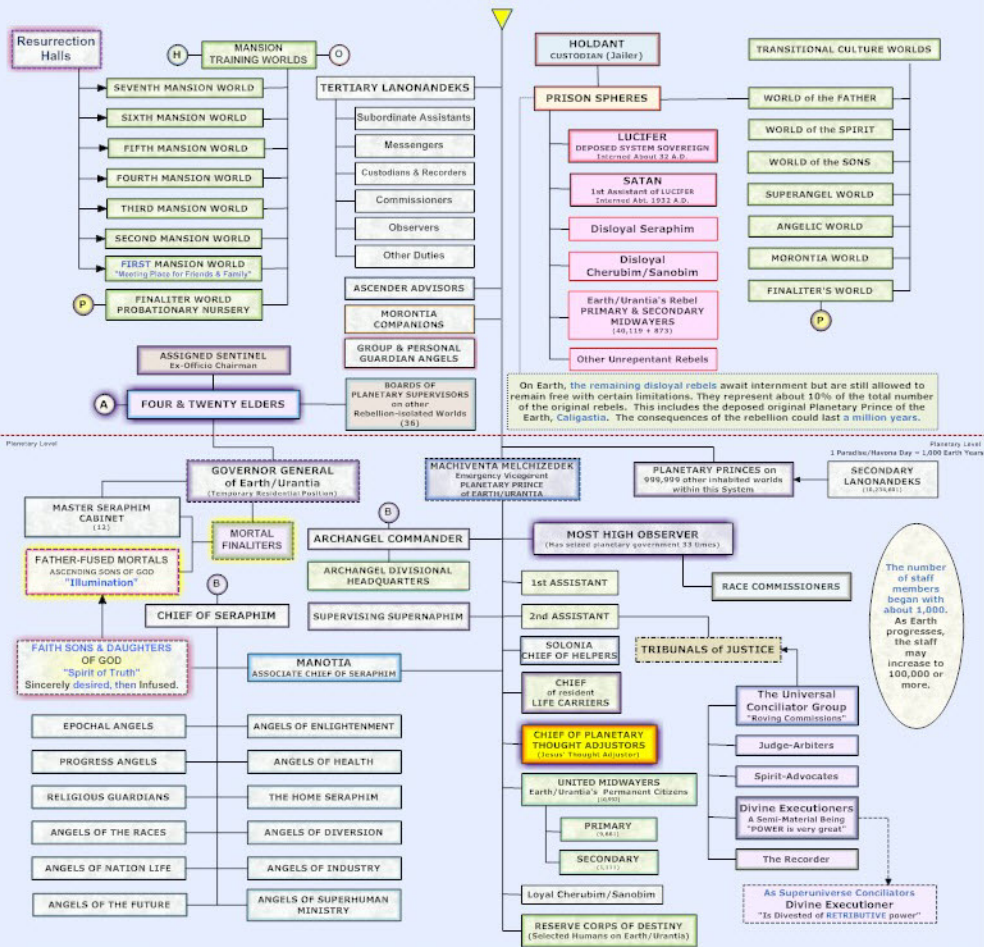 Resurrection
Halls
H
MANSION
TRAINING WORLDS
O
SEVENTH MANSION WORLD
SIXTH MANSION WORLD
FIFTH MANSION WORLD
FOURTH MANSION WORLD
THIRD MANSION WORLD
SECOND MANSION WORLD
FIRST MANSION WORLD
"Meeting Place for Friends & Family"
P
FINALITER WORLD
PROBATIONARY NURSERY
TERTIARY LANONANDEKS
Subordinate Assistants
Messengers
Custodians & Recorders
Commissioners
Observers
Other Duties
ASCENDER ADVISORS
MORONTIA
COMPANIONS
GROUP & PERSONAL
GUARDIAN ANGELS
HOLDANT
CUSTODIAN (Jailer)
PRISON SPHERES
LUCIFER
DEPOSED SYSTEM SOVEREIGN
Interned About 32 A.D.
SATAN
1st Assistant of LUCIFER
Interned Abt. 1932 A.D.
Disloyal Seraphim
Disloyal
Cherubim/Sanobim
Earth/Urantia's Rebel
PRIMARY & SECONDARY
MIDWAYERS
(40,119 + 873)
Other Unrepentant Rebels
TRANSITIONAL CULTURE WORLDS
WORLD of the FATHER
WORLD of the SPIRIT
WORLD of the SONS
SUPERANGEL WORLD
ANGELIC WORLD
MORONTIA WORLD
FINALITER'S WORLD
P
ASSIGNED SENTINEL
Ex-Officio Chairman
A
FOUR & TWENTY ELDERS
BOARDS OF
PLANETARY SUPERVISORS
on other
Rebellion-isolated Worlds
(36)
On Earth, the remaining disloyal rebels await internment but are still allowed to
remain free with certain limitations. They represent about 10% of the total number
of the original rebels. This includes the deposed original Planetary Prince of the
Earth, Caligastia. The consequences of the rebellion could last a million years.
Planetary Level
Planetary Level
1 Paradise/Havona Day = 1,000 Earth Years
GOVERNOR GENERAL
of Earth/Urantia
(Temporary Residential Position)
MACHIVENTA MELCHIZEDEK
Emergency Vicegerent
PLANETARY PRINCE
of EARTH/URANTIA
PLANETARY PRINCES on
999,999 other inhabited worlds
within this System
SECONDARY
LANONANDEKS
MASTER SERAPHIM
CABINET
(12)
MORTAL
FINALITERS
FATHER-FUSED MORTALS
ASCENDING SONS OF GOD
"Illumination"
B
CHIEF OF SERAPHIM
B
ARCHANGEL COMMANDER
ARCHANGEL DIVISIONAL
HEADQUARTERS
SUPERVISING SUPERNAPHIM
MOST HIGH OBSERVER
(Has seized planetary government 33 times)
RACE COMMISSIONERS
1st ASSISTANT
2nd ASSISTANT
The number
of staff
members
began with
about 1,000.
As Earth
progresses,
the staff
may
increase to
100,000 or
more.
FAITH SONS & DAUGHTERS
OF GOD
"Spirit of Truth"
Sincerely desired, then Infused.
MANOTIA
ASSOCIATE CHIEF OF SERAPHIM
SOLONIA
CHIEF OF HELPERS
TRIBUNALS of JUSTICE
CHIEF
of resident
LIFE CARRIERS
CHIEF OF PLANETARY
THOUGHT ADJUSTORS
(Jesus' Thought Adjustor)
The Universal
Conciliator Group
"Roving Commissions"
Judge-Arbiters
Spirit-Advocates
Divine Executioners
A Semi-Material Being
"POWER is very great"
The Recorder
EPOCHAL ANGELS
ANGELS OF ENLIGHTENMENT
PROGRESS ANGELS
ANGELS OF HEALTH
RELIGIOUS GUARDIANS
THE HOME SERAPHIM
ANGELS OF THE RACES
ANGELS OF DIVERSION
ANGELS OF NATION LIFE
ANGELS OF INDUSTRY
ANGELS OF THE FUTURE
ANGELS OF SUPERHUMAN
MINISTRY
UNITED MIDWAYERS
Earth/Urantia's Permanent Citizens
PRIMARY
SECONDARY
Loyal Cherubim/Sanobim
RESERVE CORPS OF DESTINY
(Selected Humans on Earth/Urantia)
As Superuniverse Conciliators
Divine Executioner
"Is Divested of RETRIBUTIVE power"